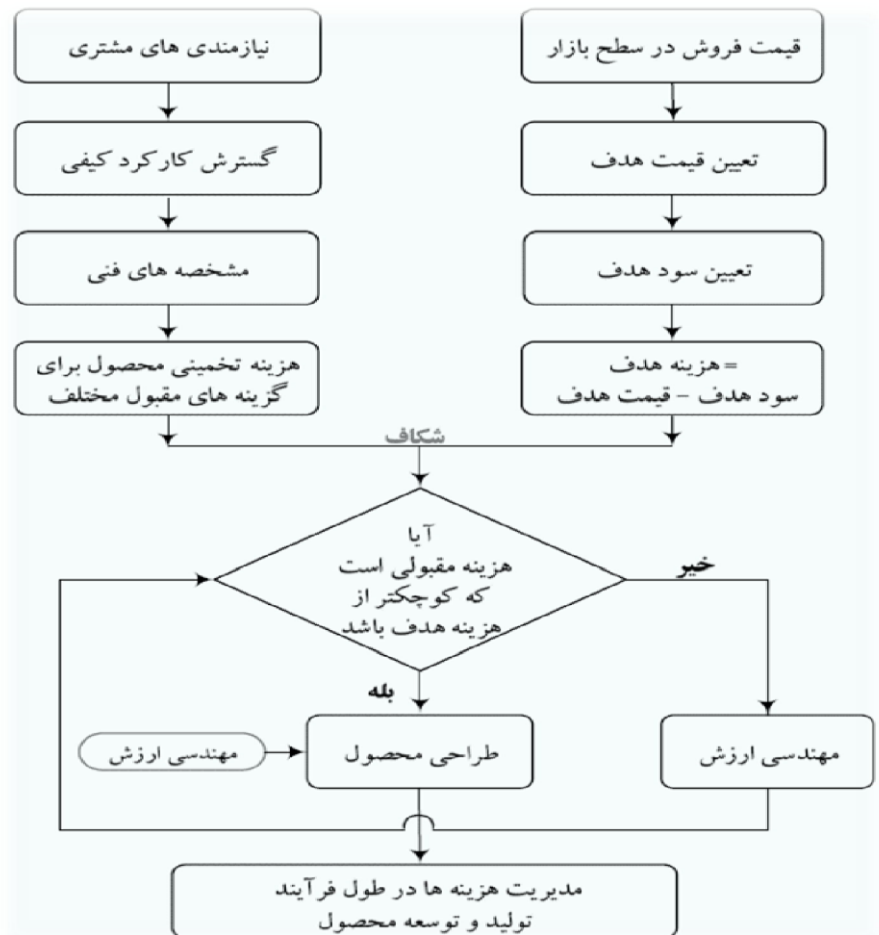 قیمت فروش در سطح بازار
نیازمندی های مشتری
تعیین قیمت هدف
گسترش کارکرد کیفی
تعیین سود هدف
مشخصه های فنی
= هزینه هدف
سود هدف – قیمت هدف
هزینه تخمینی محصول برای
گزینه های مقبول مختلف
شکاف
آیا
هزینه مقبولی است
که کوچکتر از
هزینه هدف باشد
خیر
بله
مهندسی ارزش
طراحی محصول
مهندسی ارزش
مدیریت هزینه ها در طول فرآیند
تولید و توسعه محصول